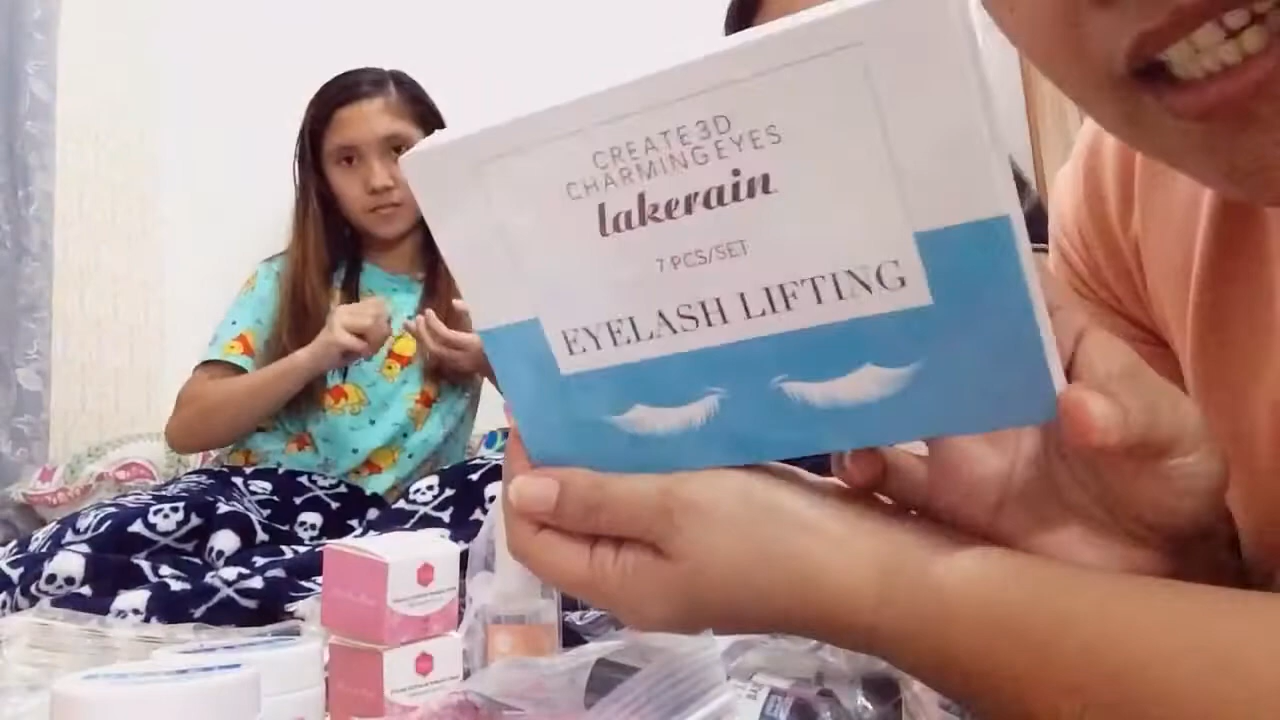 CREATE 3D
CHARMING EYES
lakerain
7 PCS/SET
EYELASH LIFTING